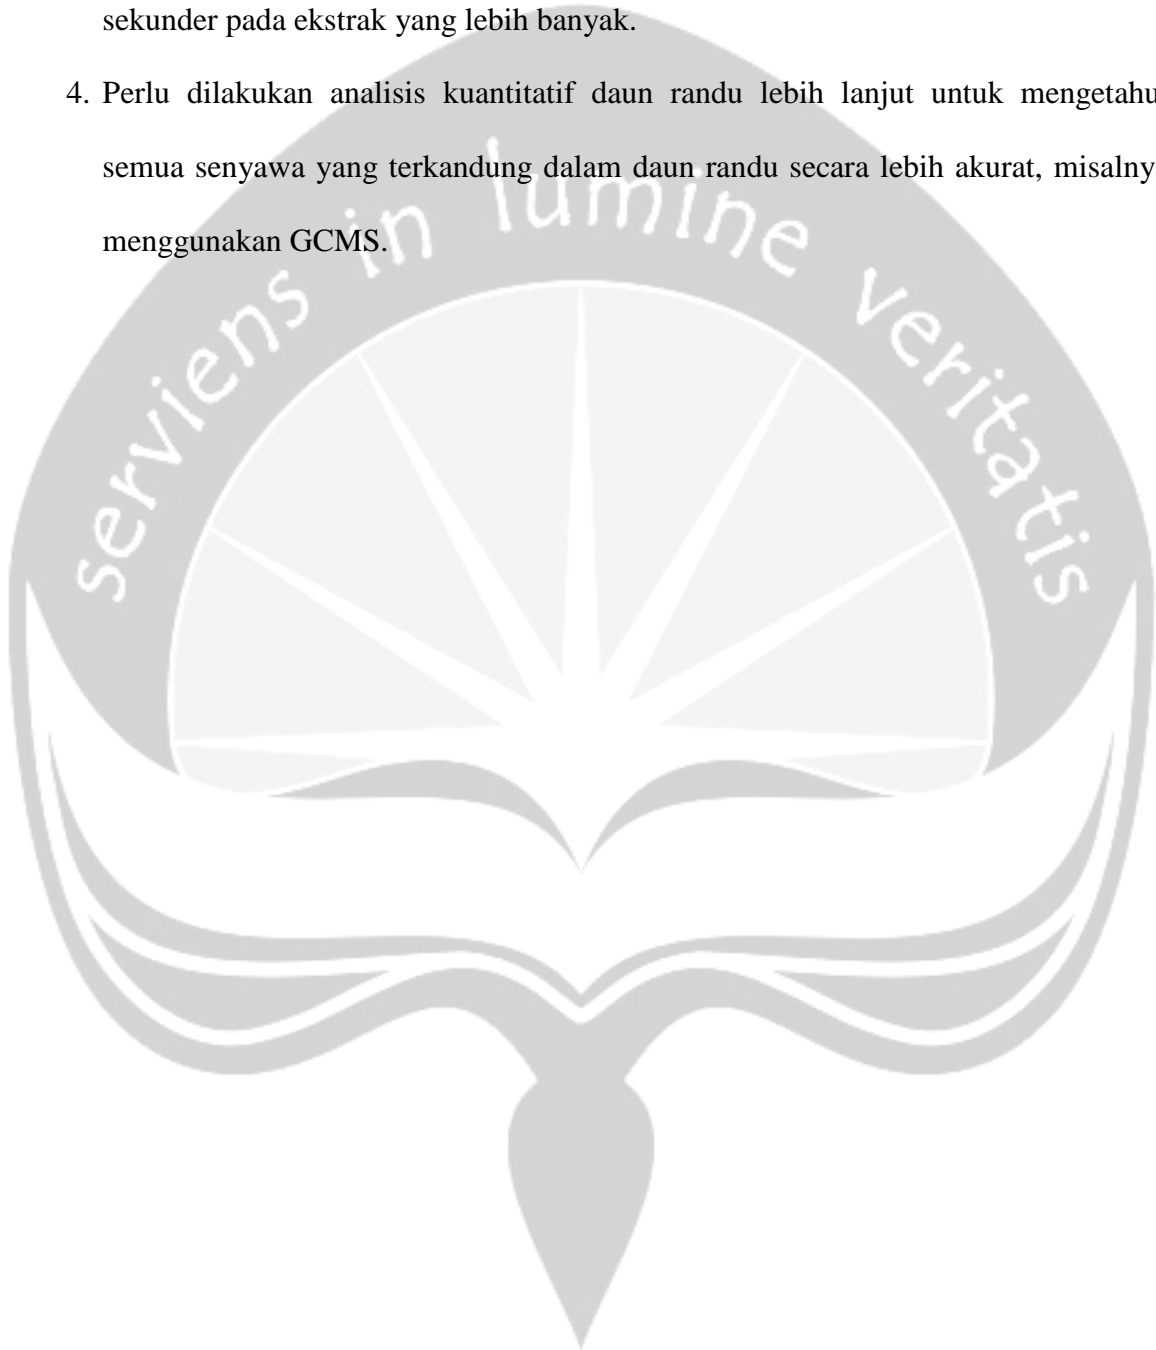 sekunder pada ekstrak yang lebih banyak.
4. Perlu dilakukan analisis kuantitatif daun randu lebih lanjut untuk mengetahu
semua senyawa yang terkandung dalam daun randu secara lebih akurat, misalny
menggunakan GCMS.
serviens in lumine veritatis